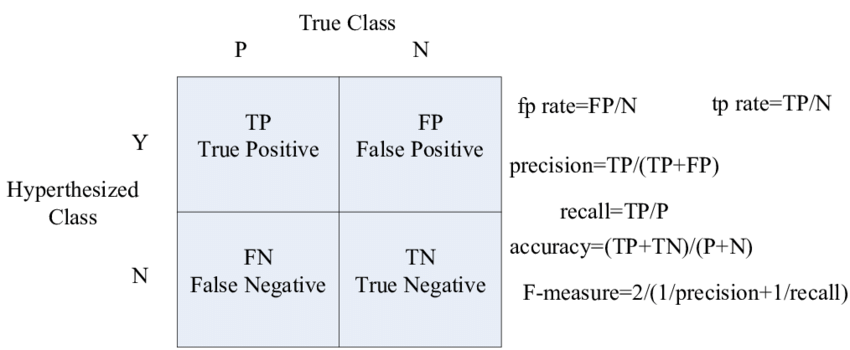 True Class
P N
fp rate=FP/N tp rate=TP/N
TP FP
Y
True Positive False Positive
precision=TP/(TP+FP)
Hyperthesized
Class
recall=TP/P
accuracy=(TP+TN)/(P+N)
FN TN
N
False Negative True Negative
F-measure=2/(1/precision+1/recall)